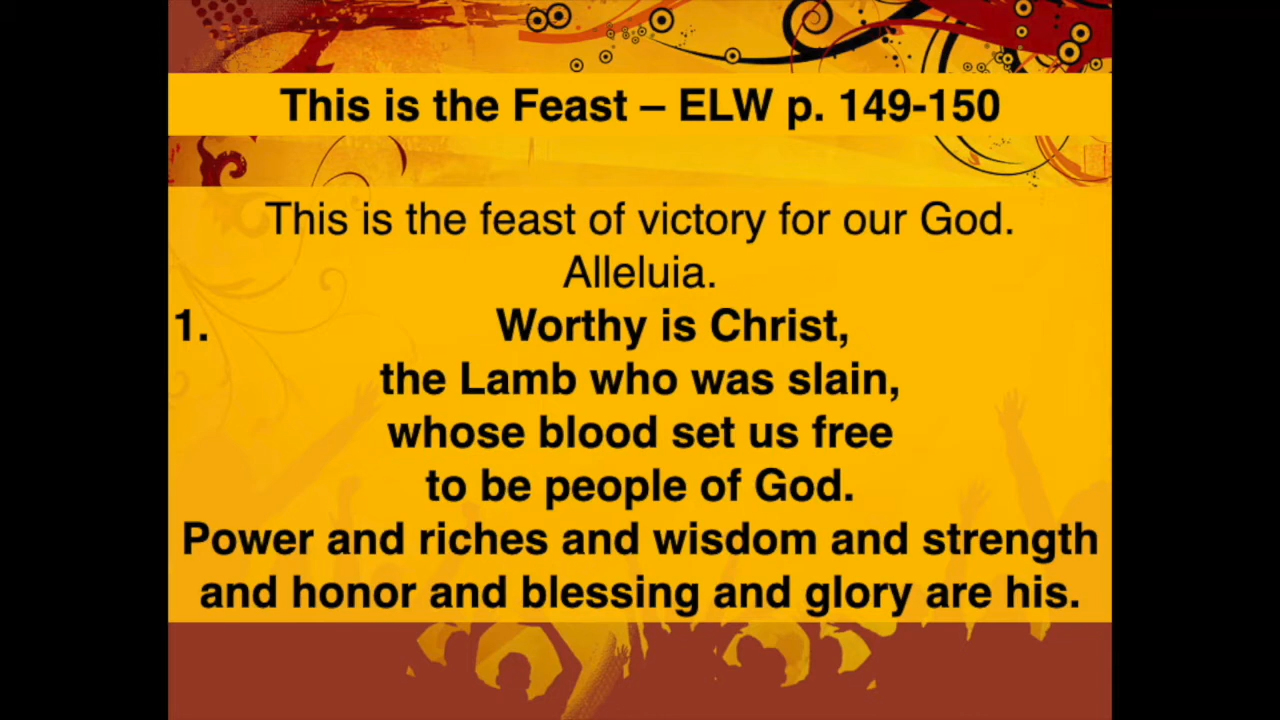 This is the Feast – ELW p. 149-150
This is the feast of victory for our God.
Alleluia.
1. Worthy is Christ,
the Lamb who was slain,
whose blood set us free
to be people of God.
Power and riches and wisdom and strength
and honor and blessing and glory are his.